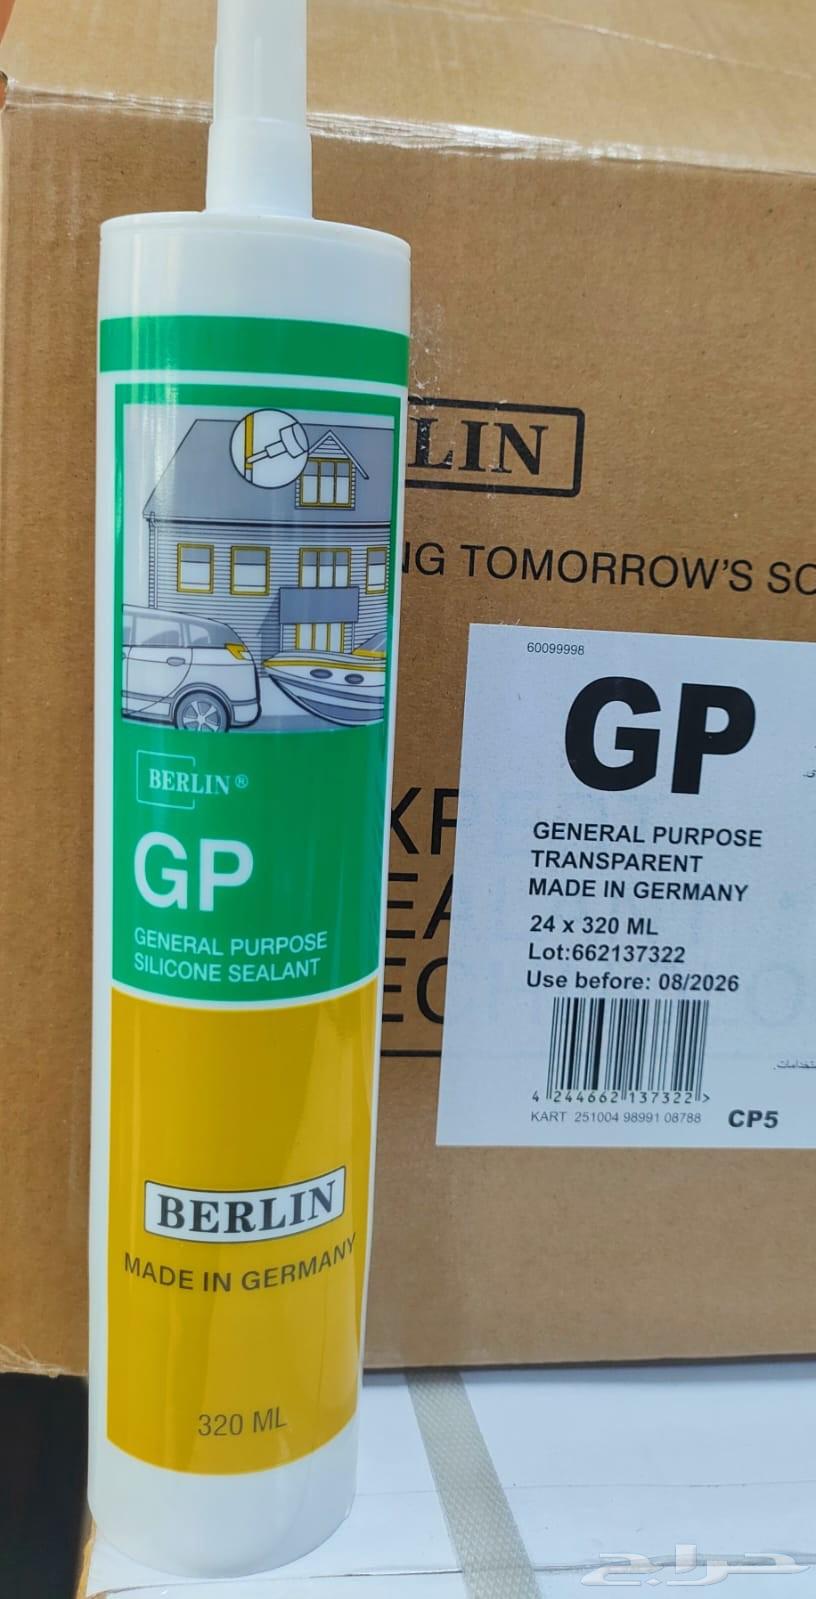 BERLIN®
GP
GENERAL PURPOSE
SILICONE SEALANT
BERLIN
MADE IN GERMANY
320 ML
LIN
NG TOMORROW'S SO
60099998
GP
GENERAL PURPOSE
TRANSPARENT
MADE IN GERMANY
24 x 320 ML
Lot:662137322
Use before: 08/2026
4 244662 137322 >
KART 251004 98991 08788
CP5
حراج